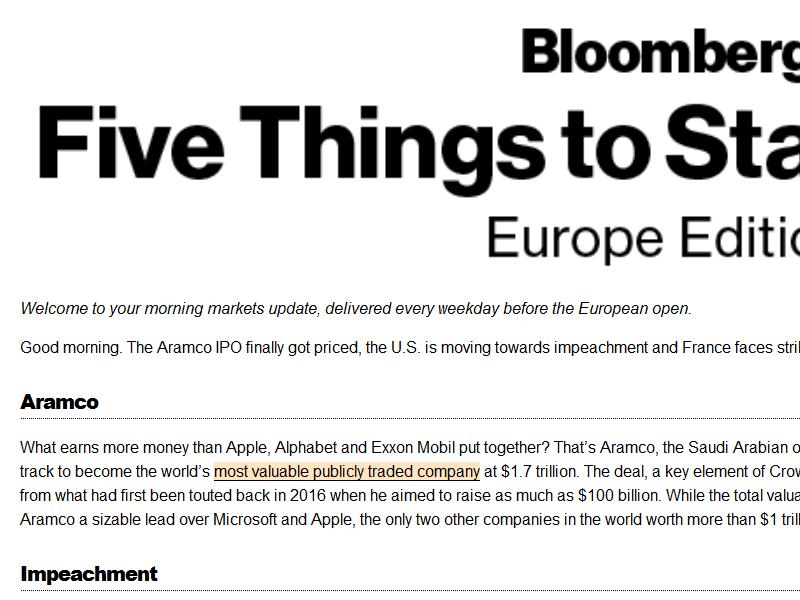 Bloomberg
Five Things to Sta
Europe Editio
Welcome to your morning markets update, delivered every weekday before the European open.
Good morning. The Aramco IPO finally got priced, the U.S. is moving towards impeachment and France faces stri
Aramco
What earns more money than Apple, Alphabet and Exxon Mobil put together? That’s Aramco, the Saudi Arabian o
track to become the world’s most valuable publicly traded company at $1.7 trillion. The deal, a key element of Crow
from what had first been touted back in 2016 when he aimed to raise as much as $100 billion. While the total valua
Aramco a sizable lead over Microsoft and Apple, the only two other companies in the world worth more than $1 trill
Impeachment